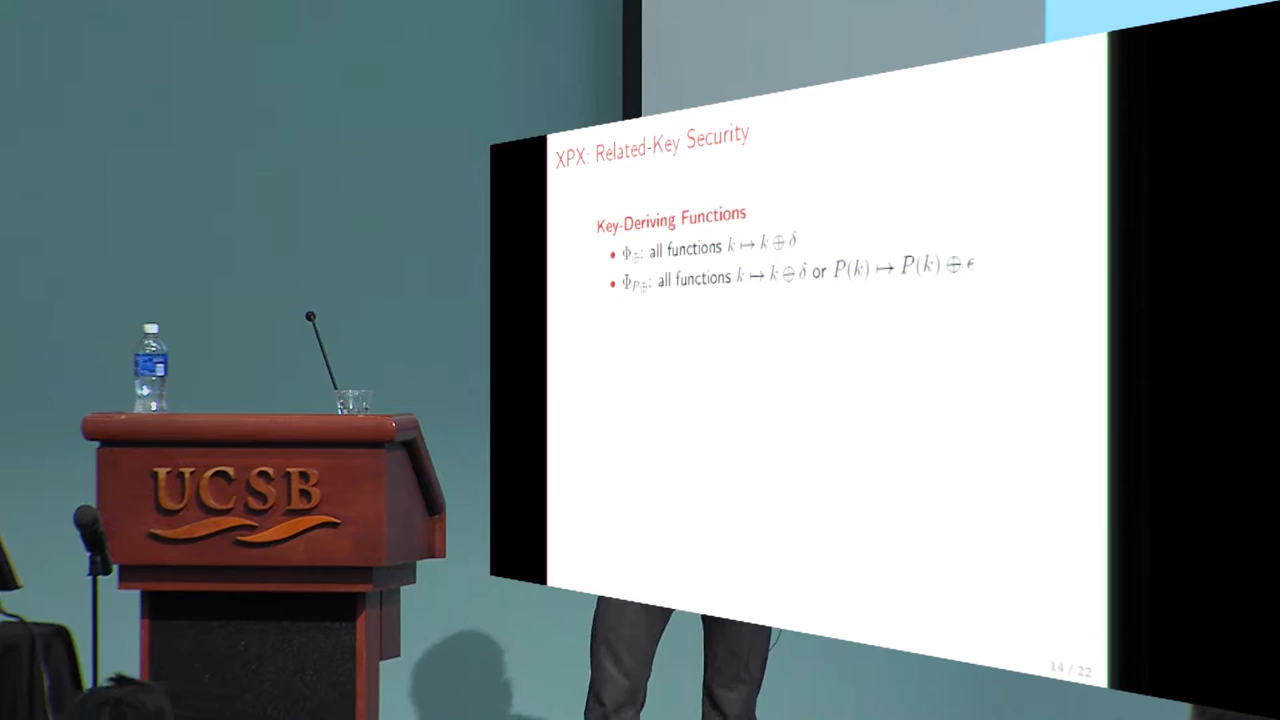 XPX: Related-Key Security
Key-Deriving Functions
• Φ⊕: all functions k ↦ k ⊕ δ
• ΦP⊕: all functions k ↦ k ⊕ δ or P(k) ↦ P(k) ⊕ ϵ
UCSB
14 / 22